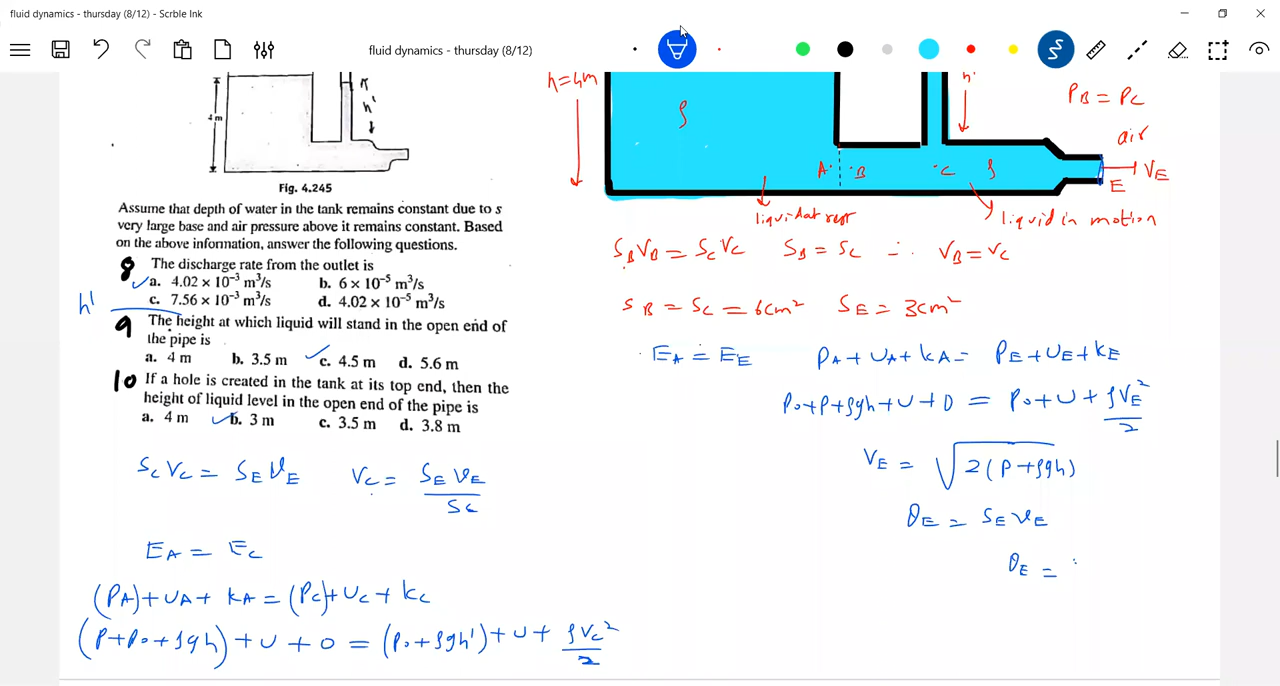 fluid dynamics - thursday (8/12) - Scrble Ink
fluid dynamics - thursday (8/12)
4 m
h'
Fig. 4.245
Assume that depth of water in the tank remains constant due to s
very large base and air pressure above it remains constant. Based
on the above information, answer the following questions.
8 The discharge rate from the outlet is
a. 4.02 × 10⁻³ m³/s b. 6 × 10⁻⁵ m³/s
c. 7.56 × 10⁻³ m³/s d. 4.02 × 10⁻⁵ m³/s
h'
9 The height at which liquid will stand in the open end of
the pipe is
a. 4 m b. 3.5 m c. 4.5 m d. 5.6 m
10 If a hole is created in the tank at its top end, then the
height of liquid level in the open end of the pipe is
a. 4 m b. 3 m c. 3.5 m d. 3.8 m
S_C V_C = S_E V_E V_C = S_E V_E / S_C
E_A = E_C
(P_A) + U_A + K_A = (P_C) + U_C + K_C
(P + P₀ + ρgh) + U + 0 = (P₀ + ρgh') + U + ρV_C²/2
h = 4m
ρ
h'
P_B = P_C
air
A B C ρ E V_E
liquid at rest
liquid in motion
S_B V_B = S_C V_C S_B = S_C ∴ V_B = V_C
S_B = S_C = 6cm² S_E = 3cm²
E_A = E_E P_A + U_A + K_A = P_E + U_E + K_E
P₀ + P + ρgh + U + 0 = P₀ + U + ρV_E²/2
V_E = √2(P + ρgh)
Q_E = S_E V_E
Q_E =